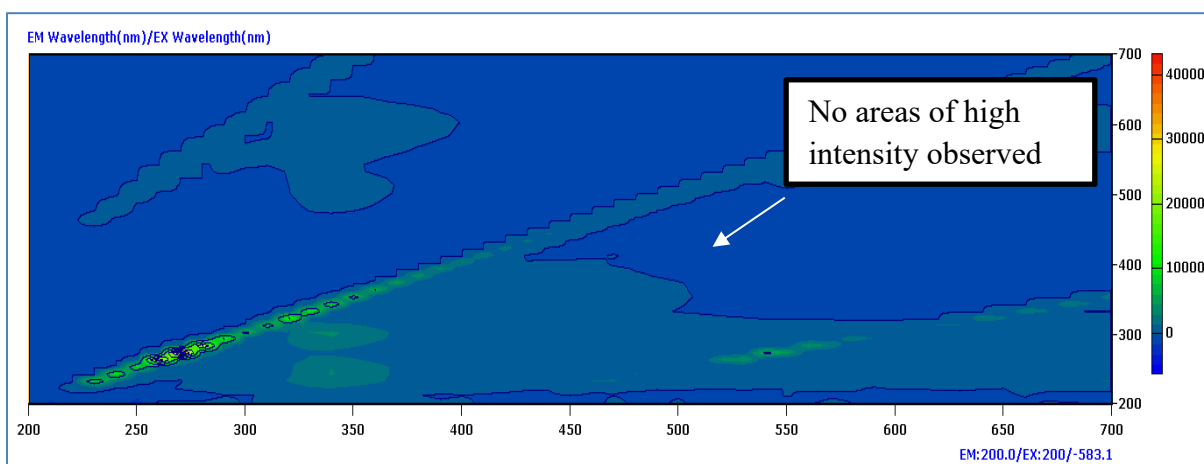 EM Wavelength(nm)/EX Wavelength(nm)
700
600
500
400
300
200
40000
30000
20000
10000
0
No areas of high
intensity observed
200 250 300 350 400 450 500 550 600 650 700
EM:200.0/EX:200/-583.1